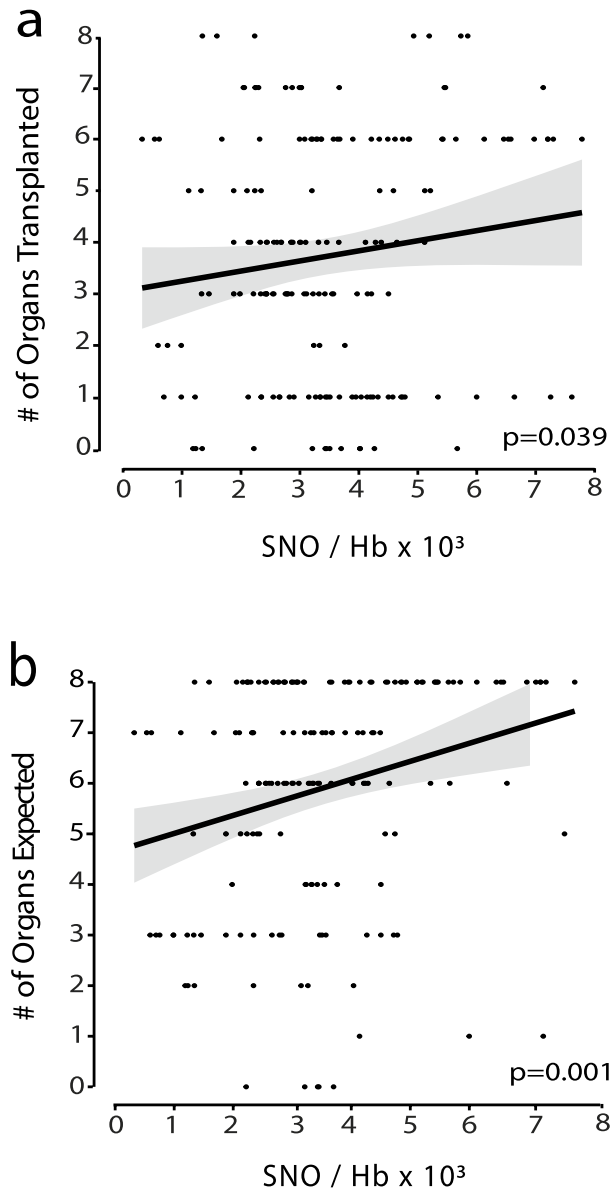 a
# of Organs Transplanted
8
7
6
5
4
3
2
1
0
p=0.039
0 1 2 3 4 5 6 7 8
SNO / Hb x 10³
b
# of Organs Expected
8
7
6
5
4
3
2
1
0
p=0.001
0 1 2 3 4 5 6 7 8
SNO / Hb x 10³